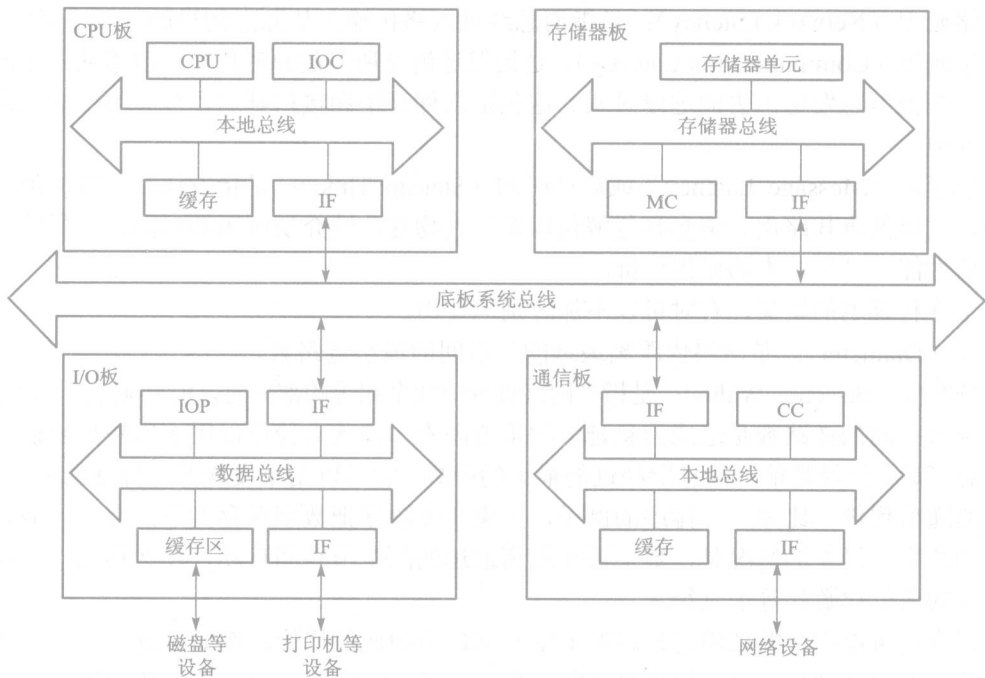 CPU板
CPU
IOC
本地总线
缓存
IF
存储器板
存储器单元
存储器总线
MC
IF
底板系统总线
I/O板
IOP
IF
数据总线
缓存区
IF
磁盘等
设备
打印机等
设备
通信板
IF
CC
本地总线
缓存
IF
网络设备